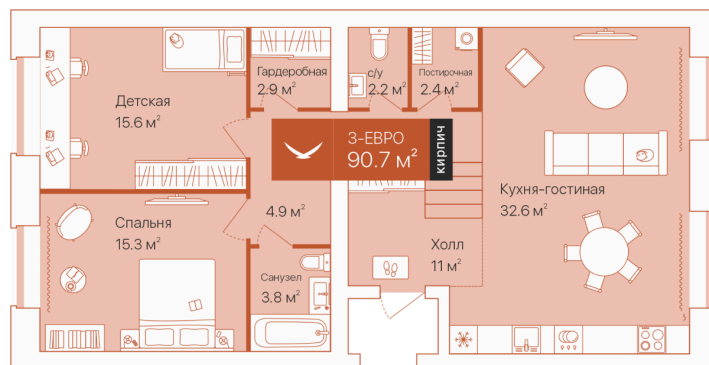 Детская
15.6 м²
Гардеробная
2.9 м²
с/у
2.2 м²
Постирочная
2.4 м²
3-ЕВРО
90.7 м²
кирпич
Кухня-гостиная
32.6 м²
Спальня
15.3 м²
4.9 м²
Холл
11 м²
Санузел
3.8 м²